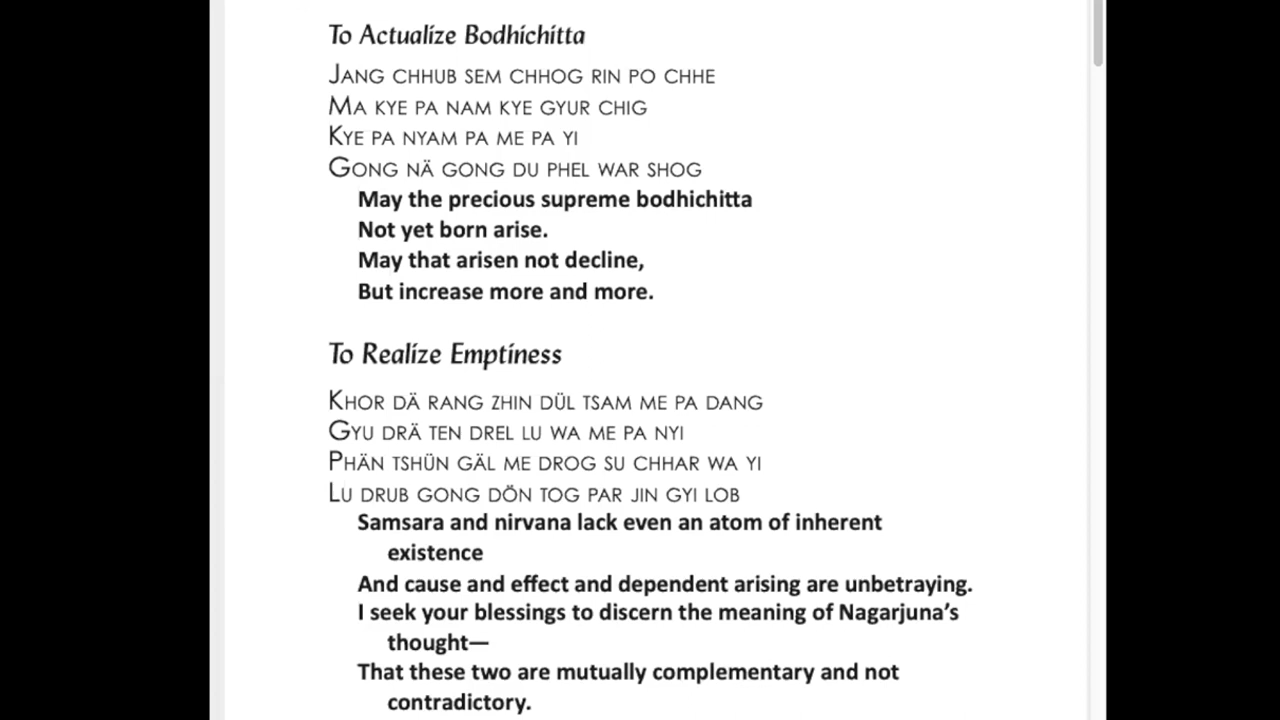 To Actualize Bodhichitta
Jang chhub sem chhog rin po chhe
Ma kye pa nam kye gyur chig
Kye pa nyam pa me pa yi
Gong nä gong du phel war shog
May the precious supreme bodhichitta
Not yet born arise.
May that arisen not decline,
But increase more and more.
To Realize Emptiness
Khor dä rang zhin dül tsam me pa dang
Gyu drä ten drel lu wa me pa nyi
Phän tshün gäl me drog su chhar wa yi
Lu drub gong dön tog par jin gyi lob
Samsara and nirvana lack even an atom of inherent
existence
And cause and effect and dependent arising are unbetraying.
I seek your blessings to discern the meaning of Nagarjuna’s
thought—
That these two are mutually complementary and not
contradictory.